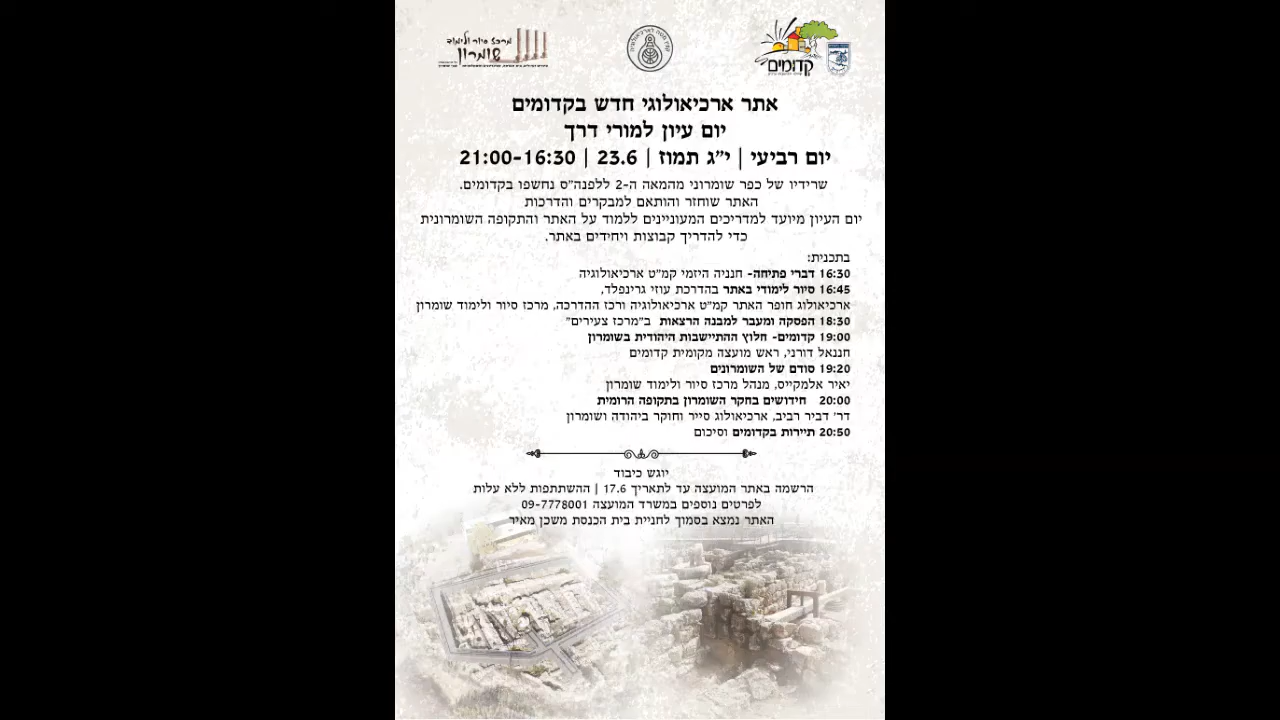 מרכז סיור ולימוד
שומרון
קדומים
אתר ארכיאולוגי חדש בקדומים
יום עיון למורי דרך
יום רביעי | י״ג תמוז | 23.6 | 21:00-16:30
שרידיו של כפר שומרוני מהמאה ה-2 ללפנה״ס נחשפו בקדומים.
האתר שוחזר והותאם למבקרים והדרכות
יום העיון מיועד למדריכים המעוניינים ללמוד על האתר והתקופה השומרונית
כדי להדריך קבוצות ויחידים באתר.
בתכנית:
16:30 דברי פתיחה- חנניה היזמי קמ״ט ארכיאולוגיה
16:45 סיור לימודי באתר בהדרכת עוזי גרינפלד,
ארכיאולוג חופר האתר קמ״ט ארכיאולוגיה ורכז ההדרכה, מרכז סיור ולימוד שומרון
18:30 הפסקה ומעבר למבנה הרצאות ב״מרכז צעירים״
19:00 קדומים- חלוץ ההתיישבות היהודית בשומרון
חננאל דורני, ראש מועצה מקומית קדומים
19:20 סודם של השומרונים
יאיר אלמקייס, מנהל מרכז סיור ולימוד שומרון
20:00 חידושים בחקר השומרון בתקופה הרומית
דר׳ דביר רביב, ארכיאולוג סייר וחוקר ביהודה ושומרון
20:50 תיירות בקדומים וסיכום
יוגש כיבוד
הרשמה באתר המועצה עד לתאריך 17.6 | ההשתתפות ללא עלות
לפרטים נוספים במשרד המועצה 09-7778001
האתר נמצא בסמוך לחניית בית הכנסת משכן מאיר